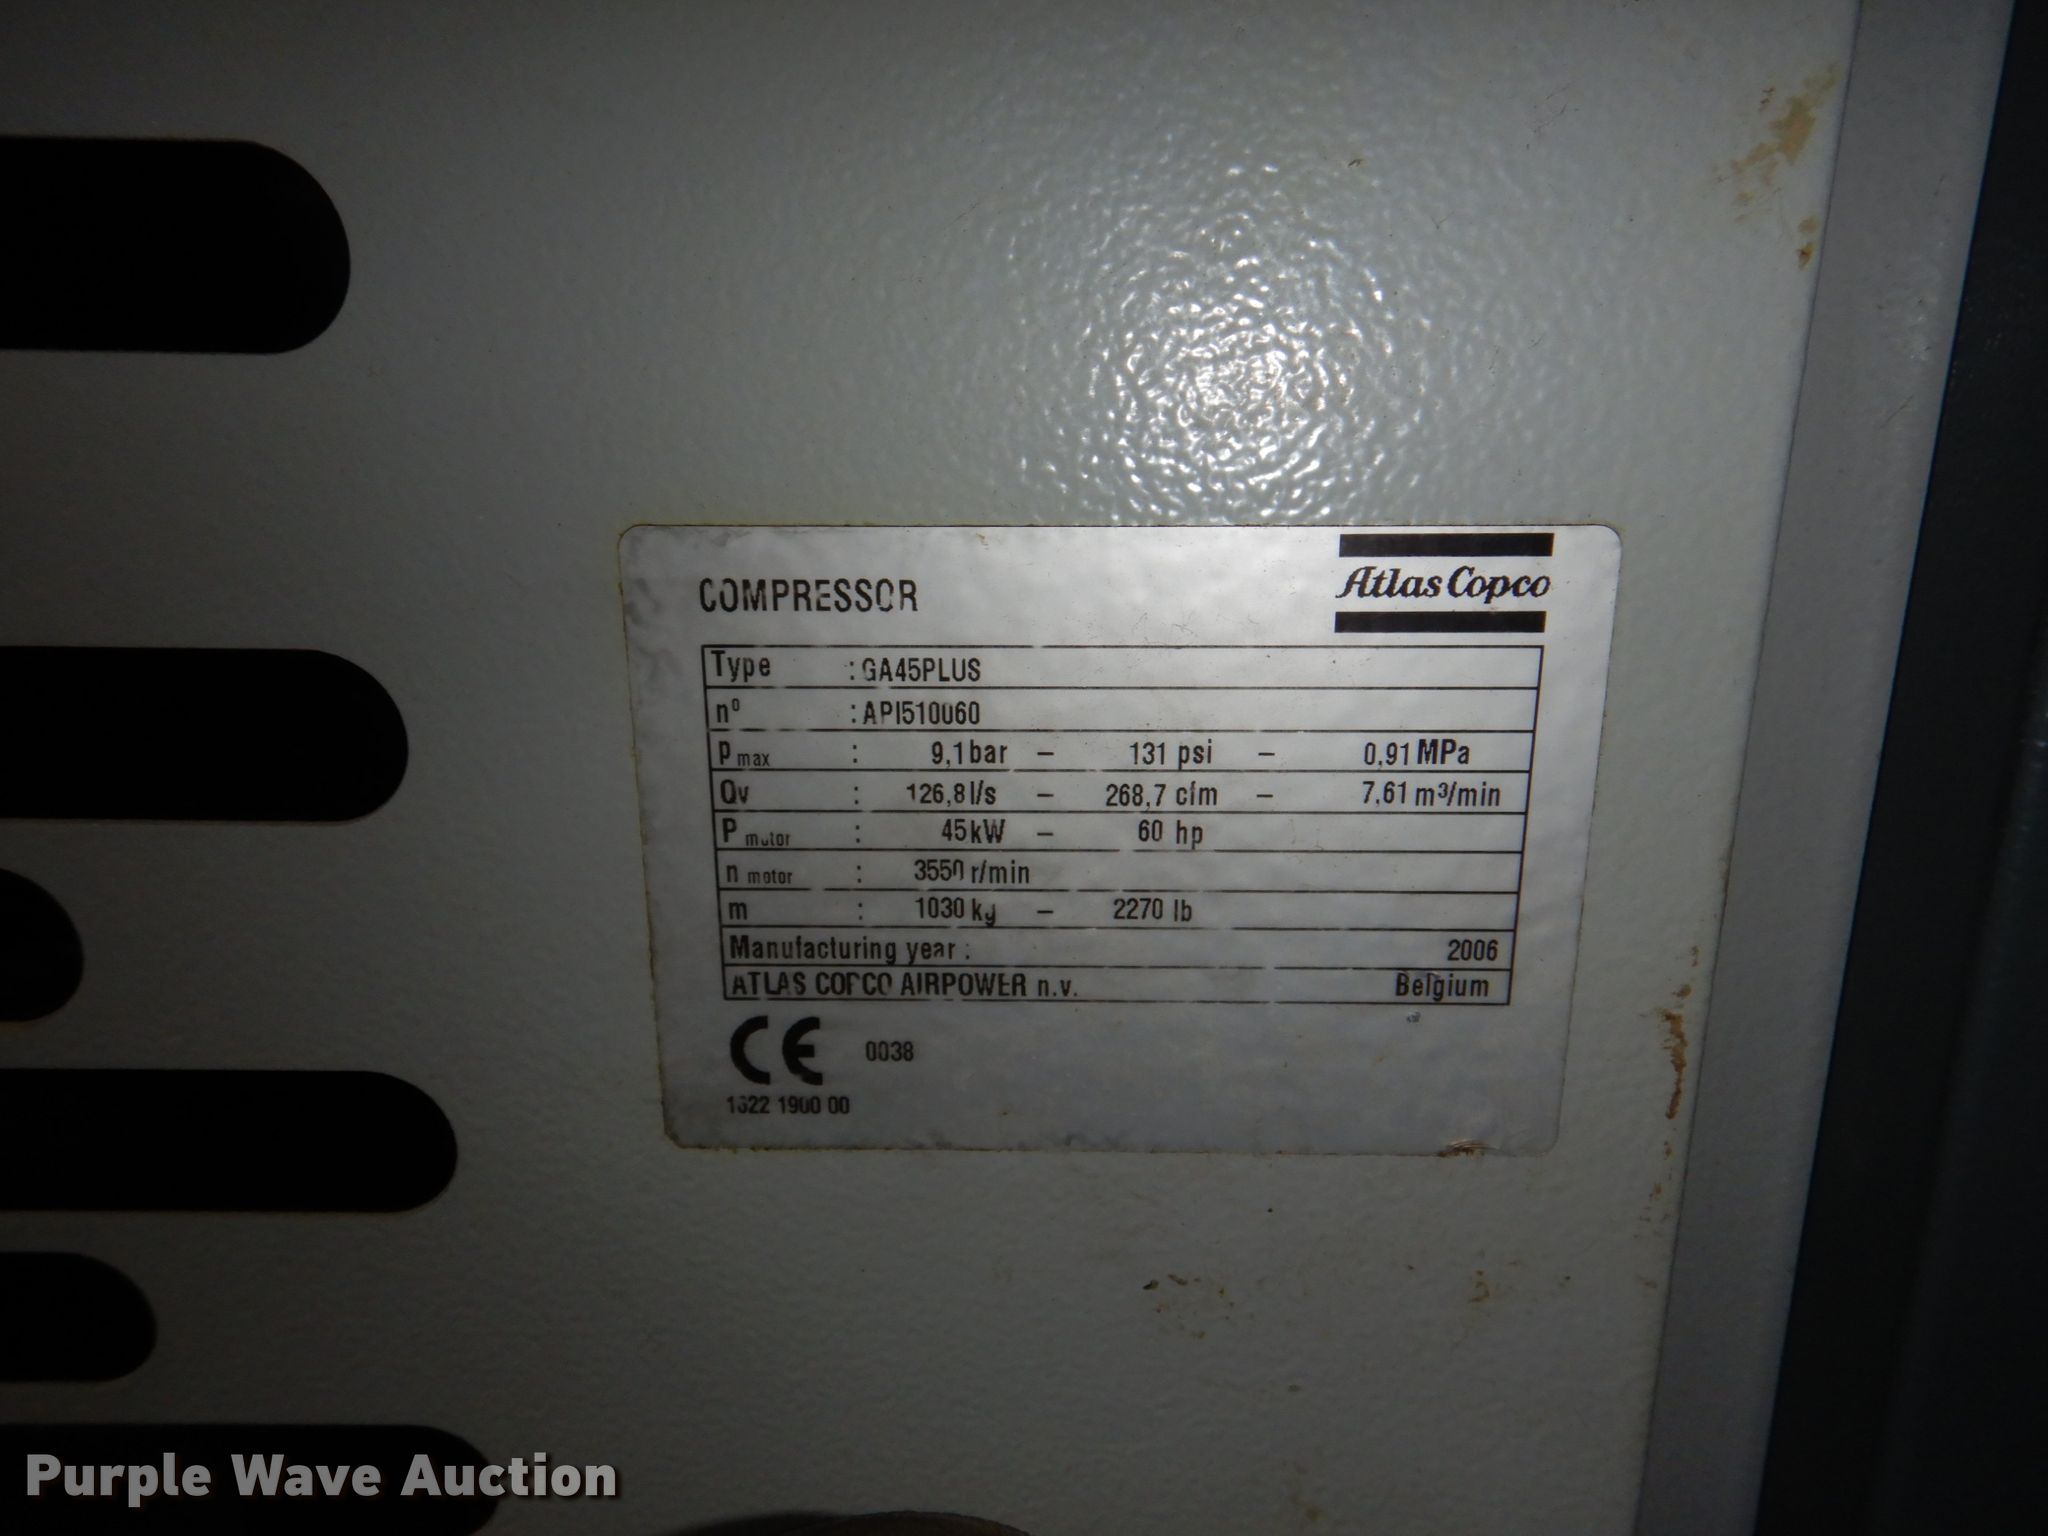 COMPRESSOR
Atlas Copco
Type : GA45PLUS
nº : API510060
P max : 9,1 bar – 131 psi – 0,91 MPa
Qv : 126,8 l/s – 268,7 cfm – 7,61 m³/min
P motor : 45 kW – 60 hp
n motor : 3550 r/min
m : 1030 kg – 2270 lb
Manufacturing year : 2006
ATLAS COPCO AIRPOWER n.v. Belgium
CE 0038
1622 1900 00
Purple Wave Auction